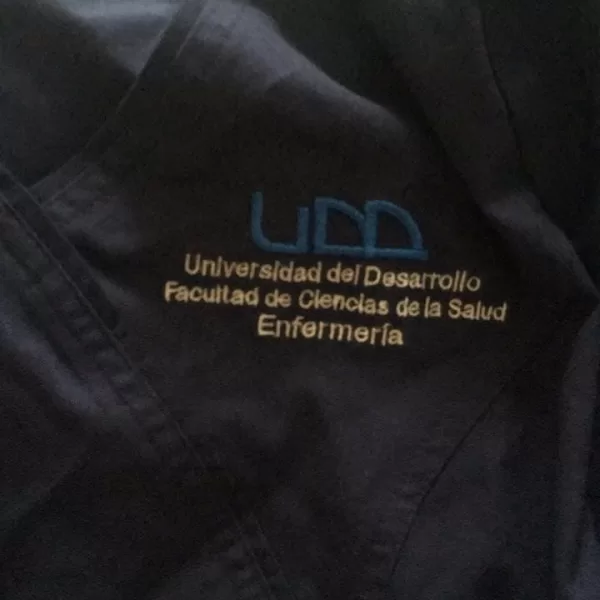 UDD
Universidad del Desarrollo
Facultad de Ciencias de la Salud
Enfermería